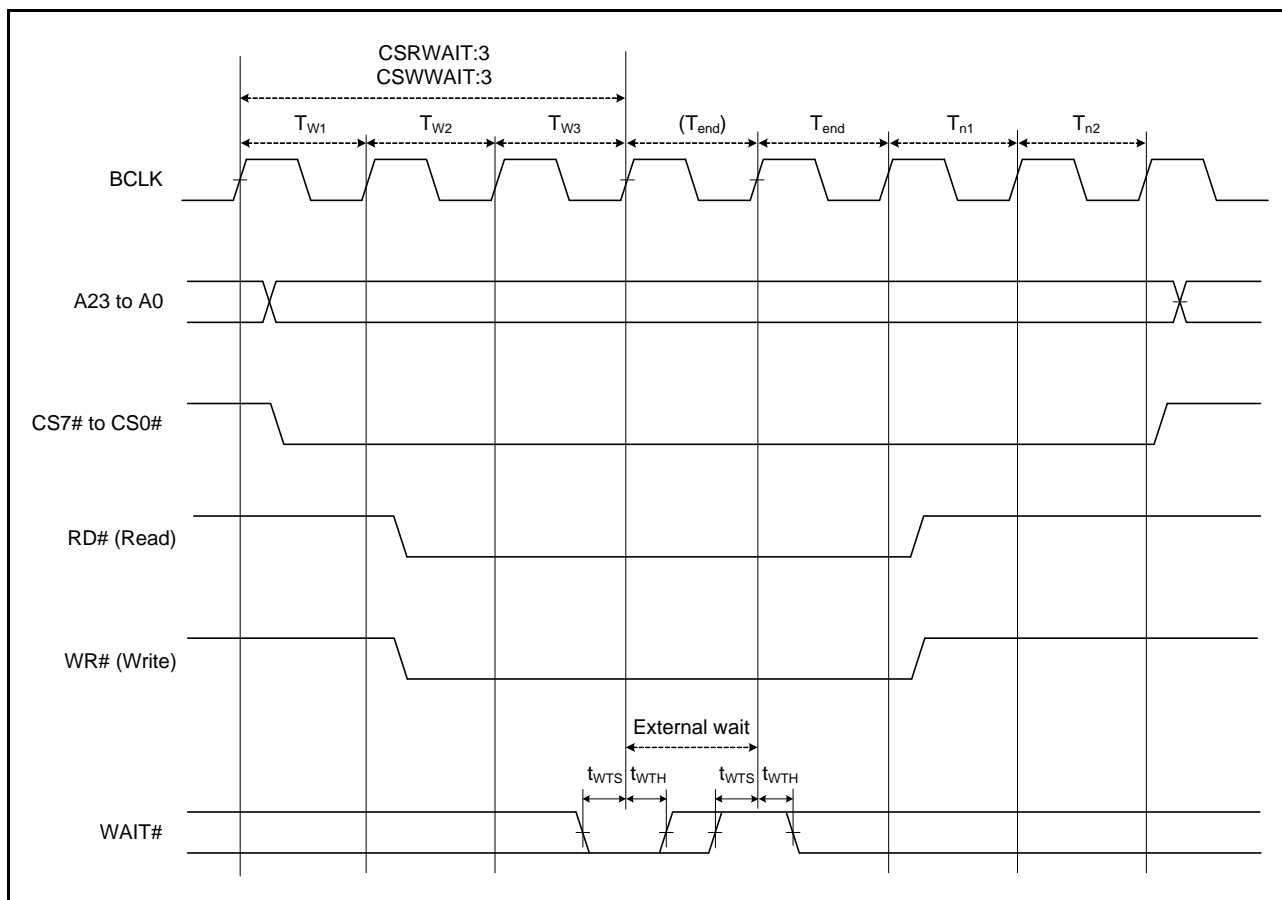 CSRWAIT:3
CSWWAIT:3
TW1 TW2 TW3 (Tend) Tend Tn1 Tn2
BCLK
A23 to A0
CS7# to CS0#
RD# (Read)
WR# (Write)
External wait
tWTS tWTH tWTS tWTH
WAIT#